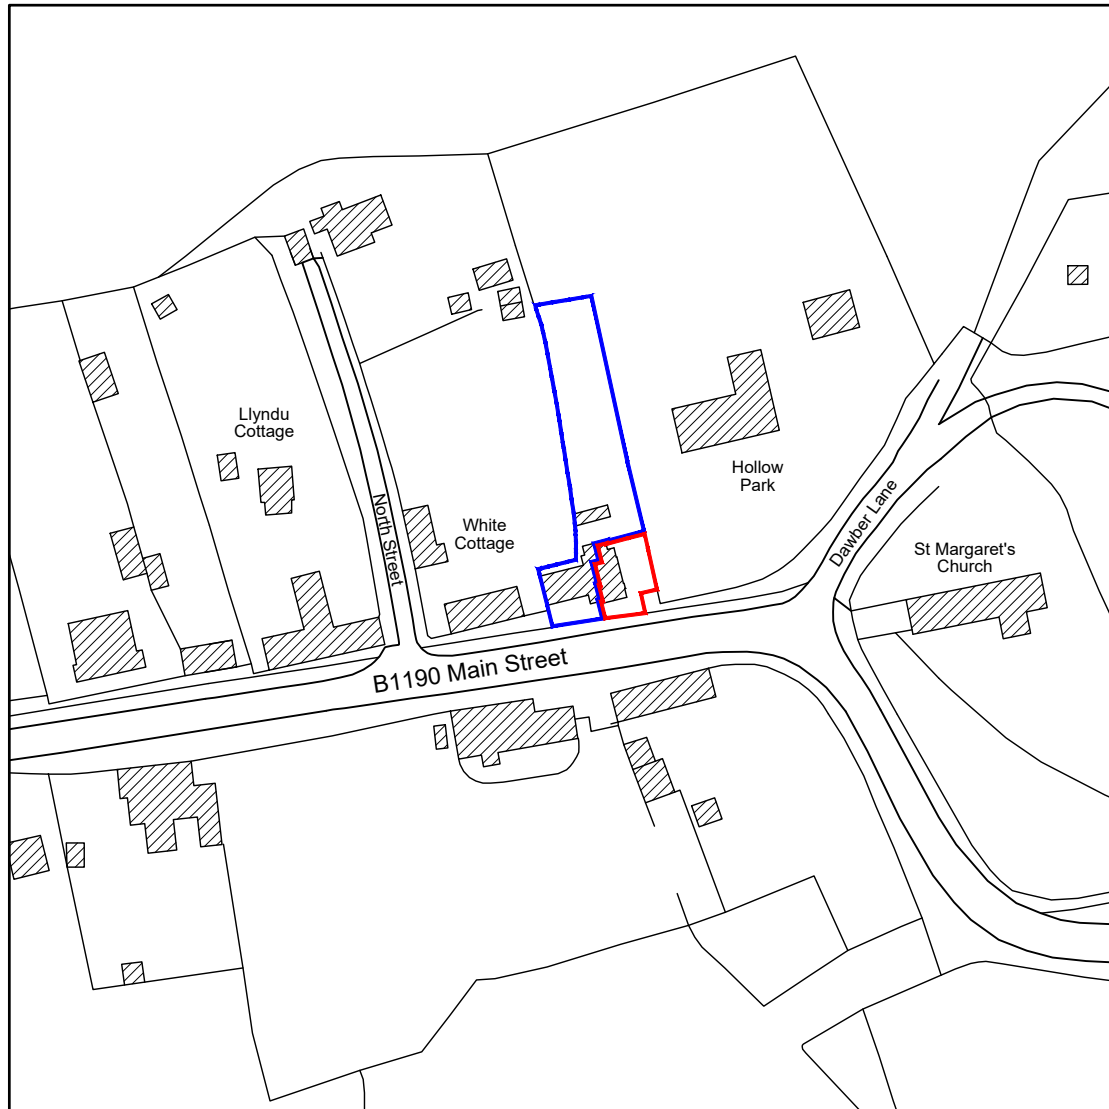 Llyndu
Cottage
North Street
White
Cottage
Hollow
Park
Dawber Lane
St Margaret's
Church
B1190 Main Street